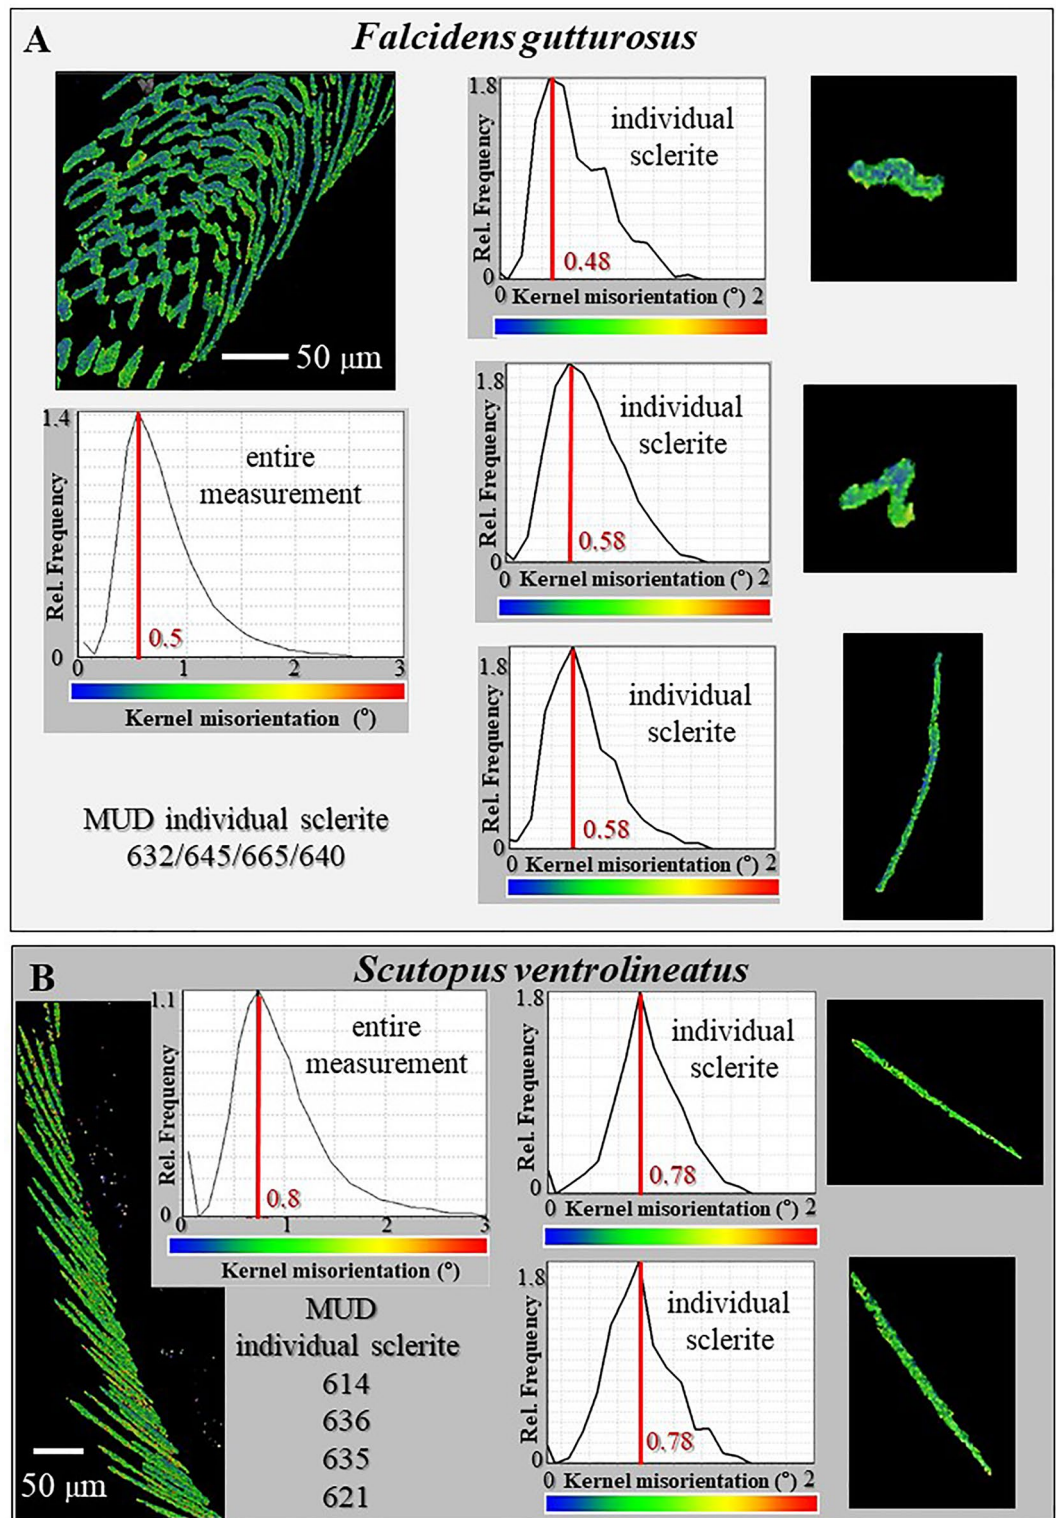 A
Falcidens gutturosus
50 μm
1.4
Rel. Frequency
entire
measurement
0.5
0
0 1 2 3
Kernel misorientation (°)
MUD individual sclerite
632/645/665/640
1.8
Rel. Frequency
individual
sclerite
0.48
0
0 Kernel misorientation (°) 2
1.8
Rel. Frequency
individual
sclerite
0.58
0
0 Kernel misorientation (°) 2
1.8
Rel. Frequency
individual
sclerite
0.58
0
0 Kernel misorientation (°) 2
B
Scutopus ventrolineatus
50 μm
1.1
Rel. Frequency
entire
measurement
0.8
0
0 1 2 3
Kernel misorientation (°)
MUD
individual sclerite
614
636
635
621
1.8
Rel. Frequency
individual
sclerite
0.78
0
0 Kernel misorientation (°) 2
1.8
Rel. Frequency
individual
sclerite
0.78
0
0 Kernel misorientation (°) 2